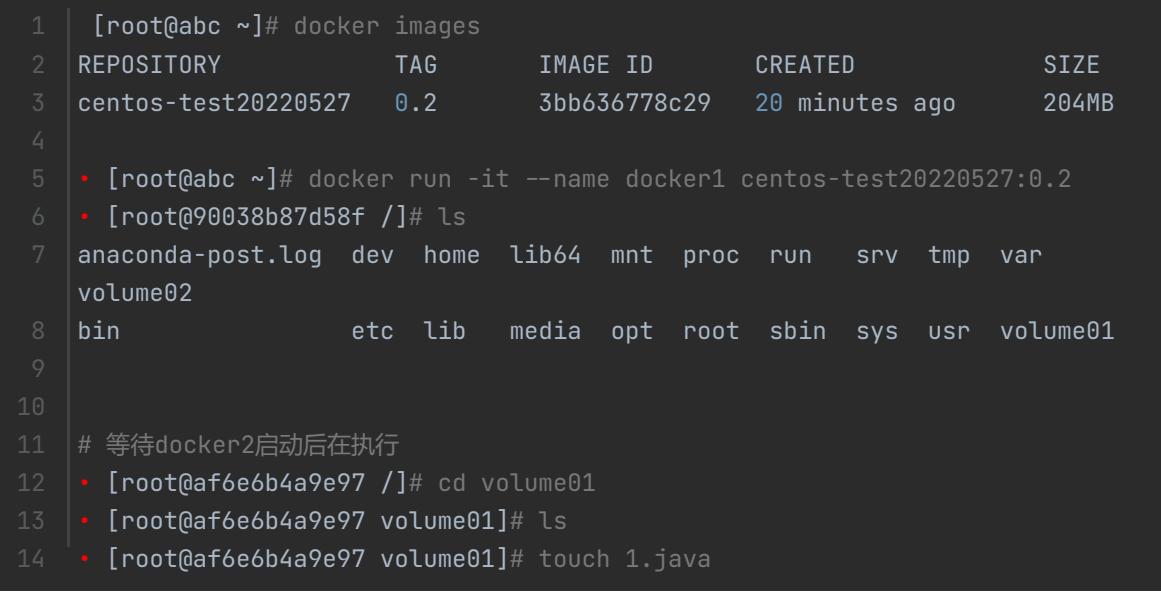 1 [root@abc ~]# docker images
2 REPOSITORY TAG IMAGE ID CREATED SIZE
3 centos-test20220527 0.2 3bb636778c29 20 minutes ago 204MB
4
5 • [root@abc ~]# docker run -it --name docker1 centos-test20220527:0.2
6 • [root@90038b87d58f /]# ls
7 anaconda-post.log dev home lib64 mnt proc run srv tmp var
volume02
8 bin etc lib media opt root sbin sys usr volume01
9
10
11 # 等待docker2启动后在执行
12 • [root@af6e6b4a9e97 /]# cd volume01
13 • [root@af6e6b4a9e97 volume01]# ls
14 • [root@af6e6b4a9e97 volume01]# touch 1.java